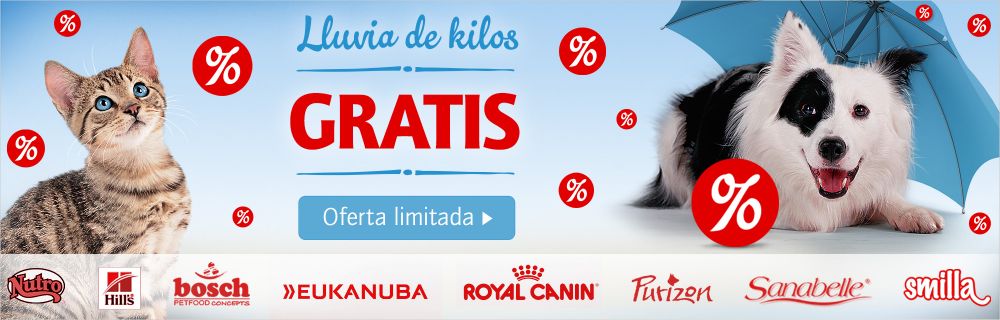 Lluvia de kilos
GRATIS
Oferta limitada
%
%
%
%
%
%
%
%
%
%
%
Nutro
Hill's
bosch
PETFOOD CONCEPTS
»EUKANUBA
ROYAL CANIN®
Purizon
Sanabelle®
smilla